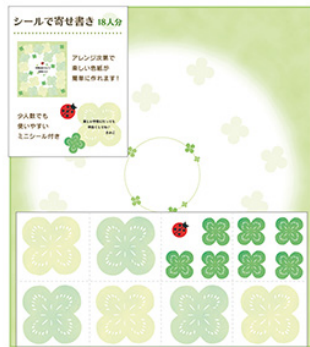 シールで寄せ書き 18人分
アレンジ次第で
楽しい色紙が
簡単に作れます!
少人数でも
使いやすい
ミニシール付き